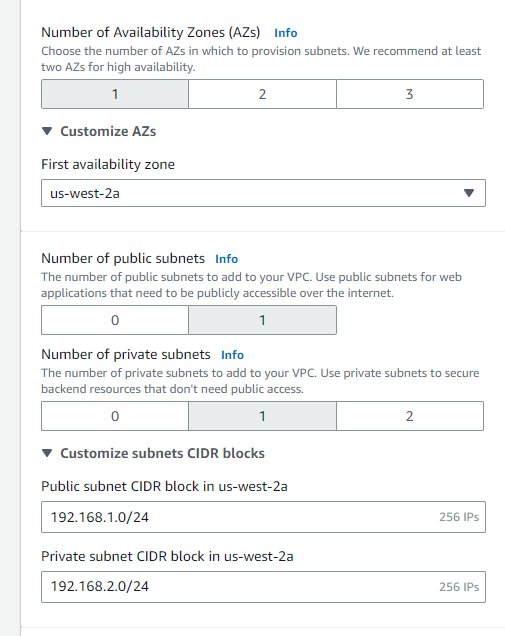 Number of Availability Zones (AZs) Info
Choose the number of AZs in which to provision subnets. We recommend at least
two AZs for high availability.
1 2 3
Customize AZs
First availability zone
us-west-2a
Number of public subnets Info
The number of public subnets to add to your VPC. Use public subnets for web
applications that need to be publicly accessible over the internet.
0 1
Number of private subnets Info
The number of private subnets to add to your VPC. Use private subnets to secure
backend resources that don't need public access.
0 1 2
Customize subnets CIDR blocks
Public subnet CIDR block in us-west-2a
192.168.1.0/24 256 IPs
Private subnet CIDR block in us-west-2a
192.168.2.0/24 256 IPs